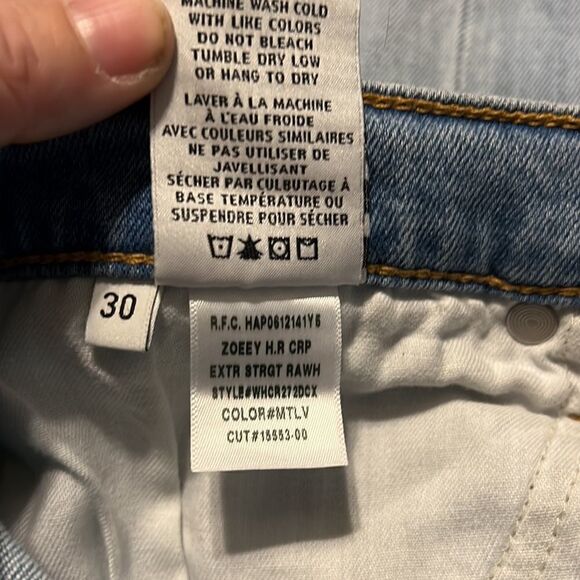 MACHINE WASH COLD
WITH LIKE COLORS
DO NOT BLEACH
TUMBLE DRY LOW
OR HANG TO DRY
LAVER À LA MACHINE
À L'EAU FROIDE
AVEC COULEURS SIMILAIRES
NE PAS UTILISER DE
JAVELLISANT
SÉCHER PAR CULBUTAGE À
BASE TEMPÉRATURE OU
SUSPENDRE POUR SÉCHER
30
R.F.C. HAP0612141Y6
ZOEEY H.R CRP
EXTR STRGT RAWH
STYLE#WHCR272DCX
COLOR#MTLV
CUT#15553-00